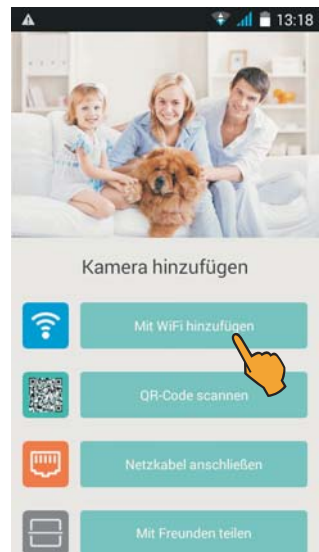 13:18
Kamera hinzufügen
Mit WiFi hinzufügen
QR-Code scannen
Netzkabel anschließen
Mit Freunden teilen